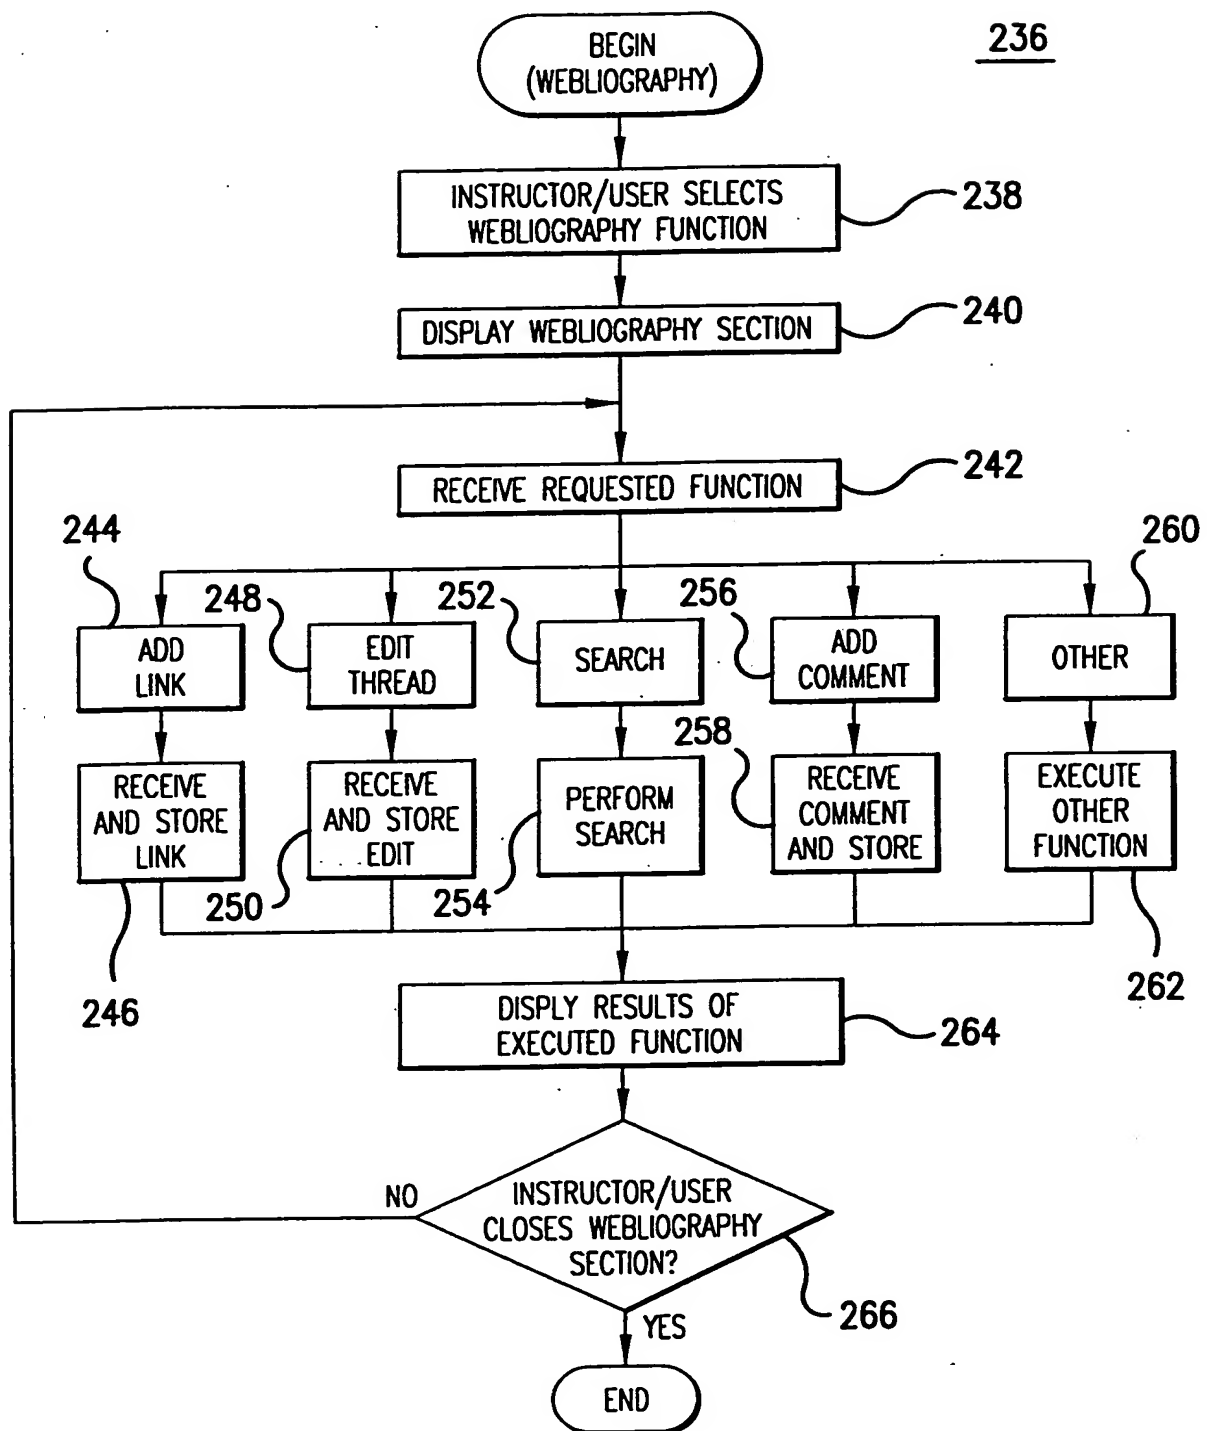 BEGIN
(WEBLIOGRAPHY)
236
INSTRUCTOR/USER SELECTS
WEBLIOGRAPHY FUNCTION
238
DISPLAY WEBLIOGRAPHY SECTION
240
RECEIVE REQUESTED FUNCTION
242
244
ADD
LINK
248
EDIT
THREAD
252
SEARCH
256
ADD
COMMENT
260
OTHER
RECEIVE
AND STORE
LINK
246
RECEIVE
AND STORE
EDIT
250
PERFORM
SEARCH
254
258
RECEIVE
COMMENT
AND STORE
EXECUTE
OTHER
FUNCTION
262
DISPLY RESULTS OF
EXECUTED FUNCTION
264
NO
INSTRUCTOR/USER
CLOSES WEBLIOGRAPHY
SECTION?
266
YES
END